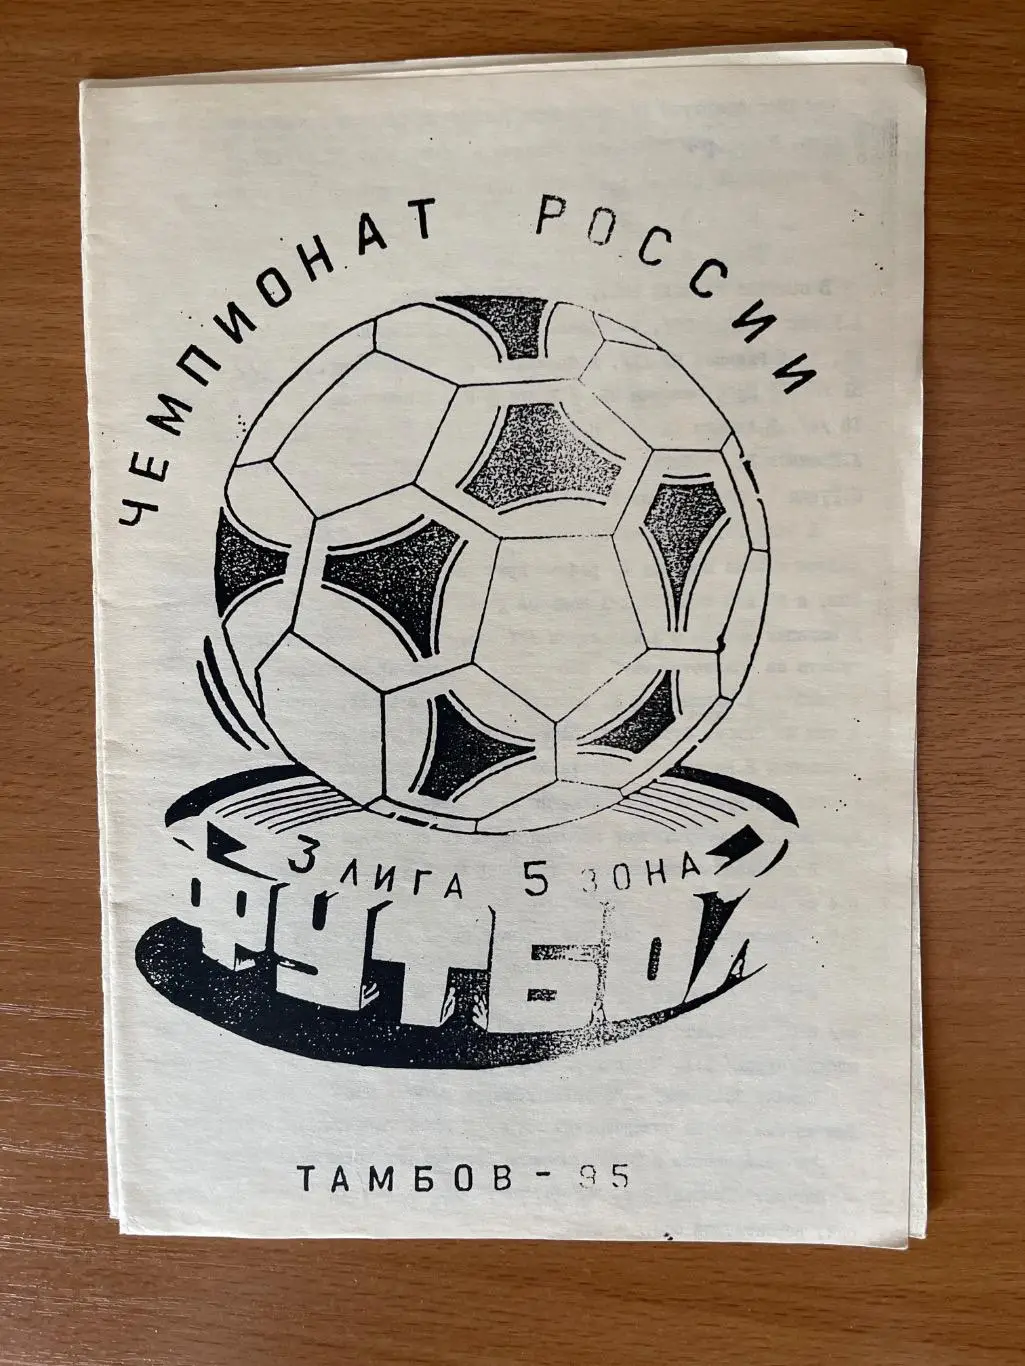 ЧЕМПИОНАТ РОССИИ
3 ЛИГА 5 ЗОНА
ФУТБОЛ
ТАМБОВ - 95